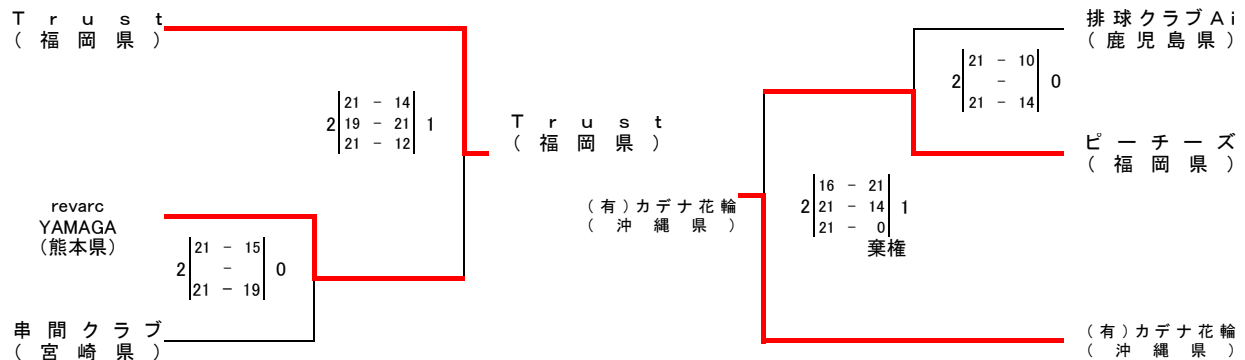 Trust
(福岡県)
21 - 14
2 19 - 21 1
21 - 12
Trust
(福岡県)
revarc
YAMAGA
(熊本県)
21 - 15
2 - 0
21 - 19
串間クラブ
(宮崎県)
排球クラブAi
(鹿児島県)
21 - 10
2 - 0
21 - 14
ピーチーズ
(福岡県)
(有)カデナ花輪
(沖縄県)
16 - 21
2 21 - 14 1
21 - 0
棄権
(有)カデナ花輪
(沖縄県)